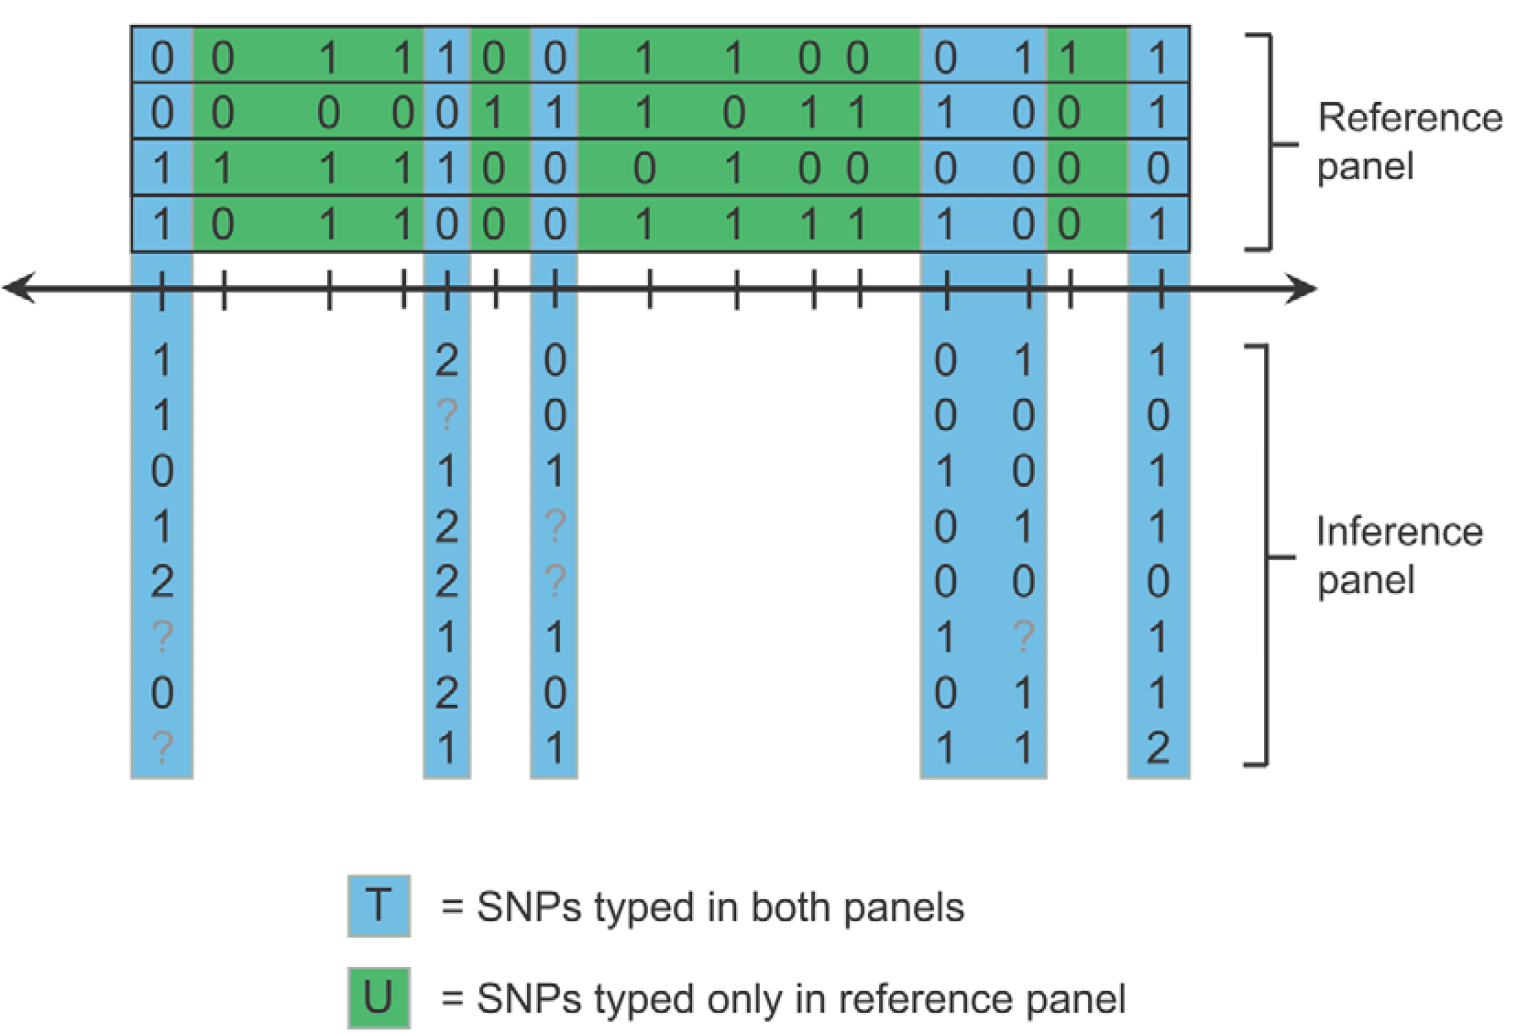 0 0 1 1 1 0 0 1 1 0 0 0 1 1 1
0 0 0 0 0 1 1 1 0 1 1 1 0 0 1
1 1 1 1 1 0 0 0 1 0 0 0 0 0 0
1 0 1 1 0 0 0 1 1 1 1 1 0 0 1
Reference
panel
1 2 0 0 1 1
1 ? 0 0 0 0
0 1 1 1 0 1
1 2 ? 0 1 1
2 2 ? 0 0 0
? 1 1 1 ? 1
0 2 0 0 1 1
? 1 1 1 1 2
Inference
panel
T = SNPs typed in both panels
U = SNPs typed only in reference panel